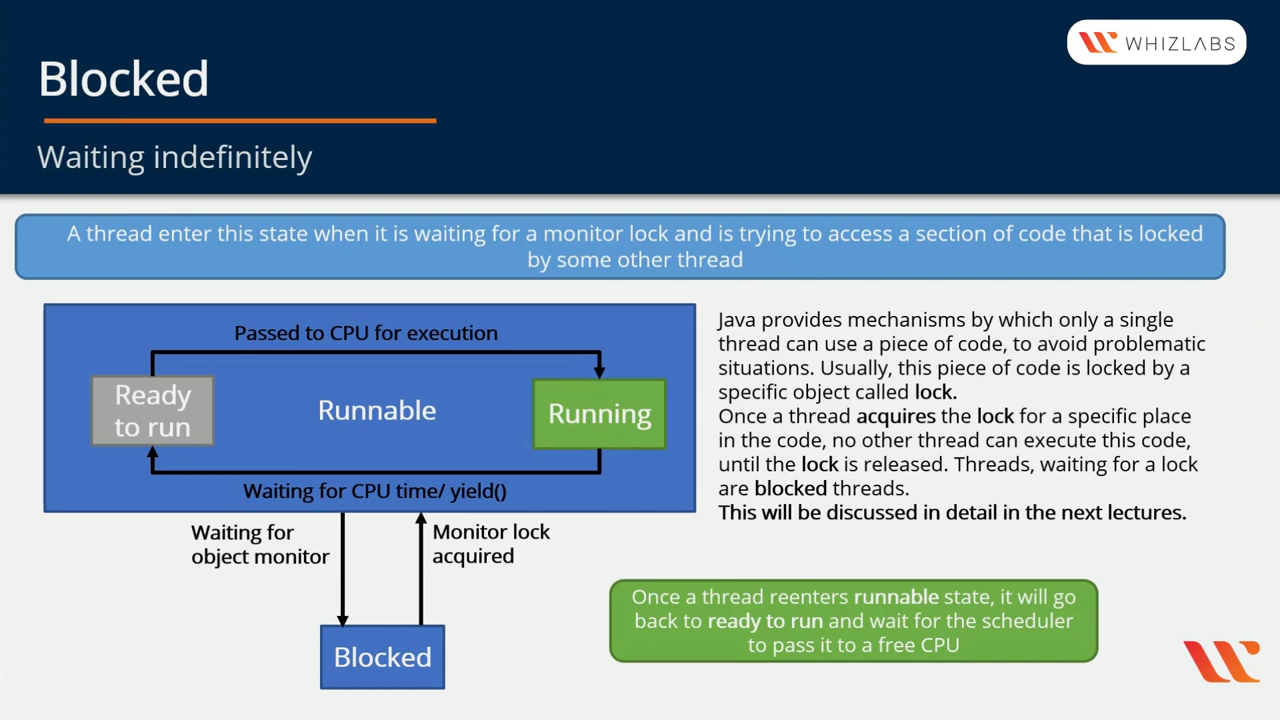 WHIZLABS
Blocked
Waiting indefinitely
A thread enter this state when it is waiting for a monitor lock and is trying to access a section of code that is locked
by some other thread
Passed to CPU for execution
Ready
to run
Runnable
Running
Waiting for CPU time/ yield()
Waiting for
object monitor
Monitor lock
acquired
Blocked
Java provides mechanisms by which only a single
thread can use a piece of code, to avoid problematic
situations. Usually, this piece of code is locked by a
specific object called lock.
Once a thread acquires the lock for a specific place
in the code, no other thread can execute this code,
until the lock is released. Threads, waiting for a lock
are blocked threads.
This will be discussed in detail in the next lectures.
Once a thread reenters runnable state, it will go
back to ready to run and wait for the scheduler
to pass it to a free CPU